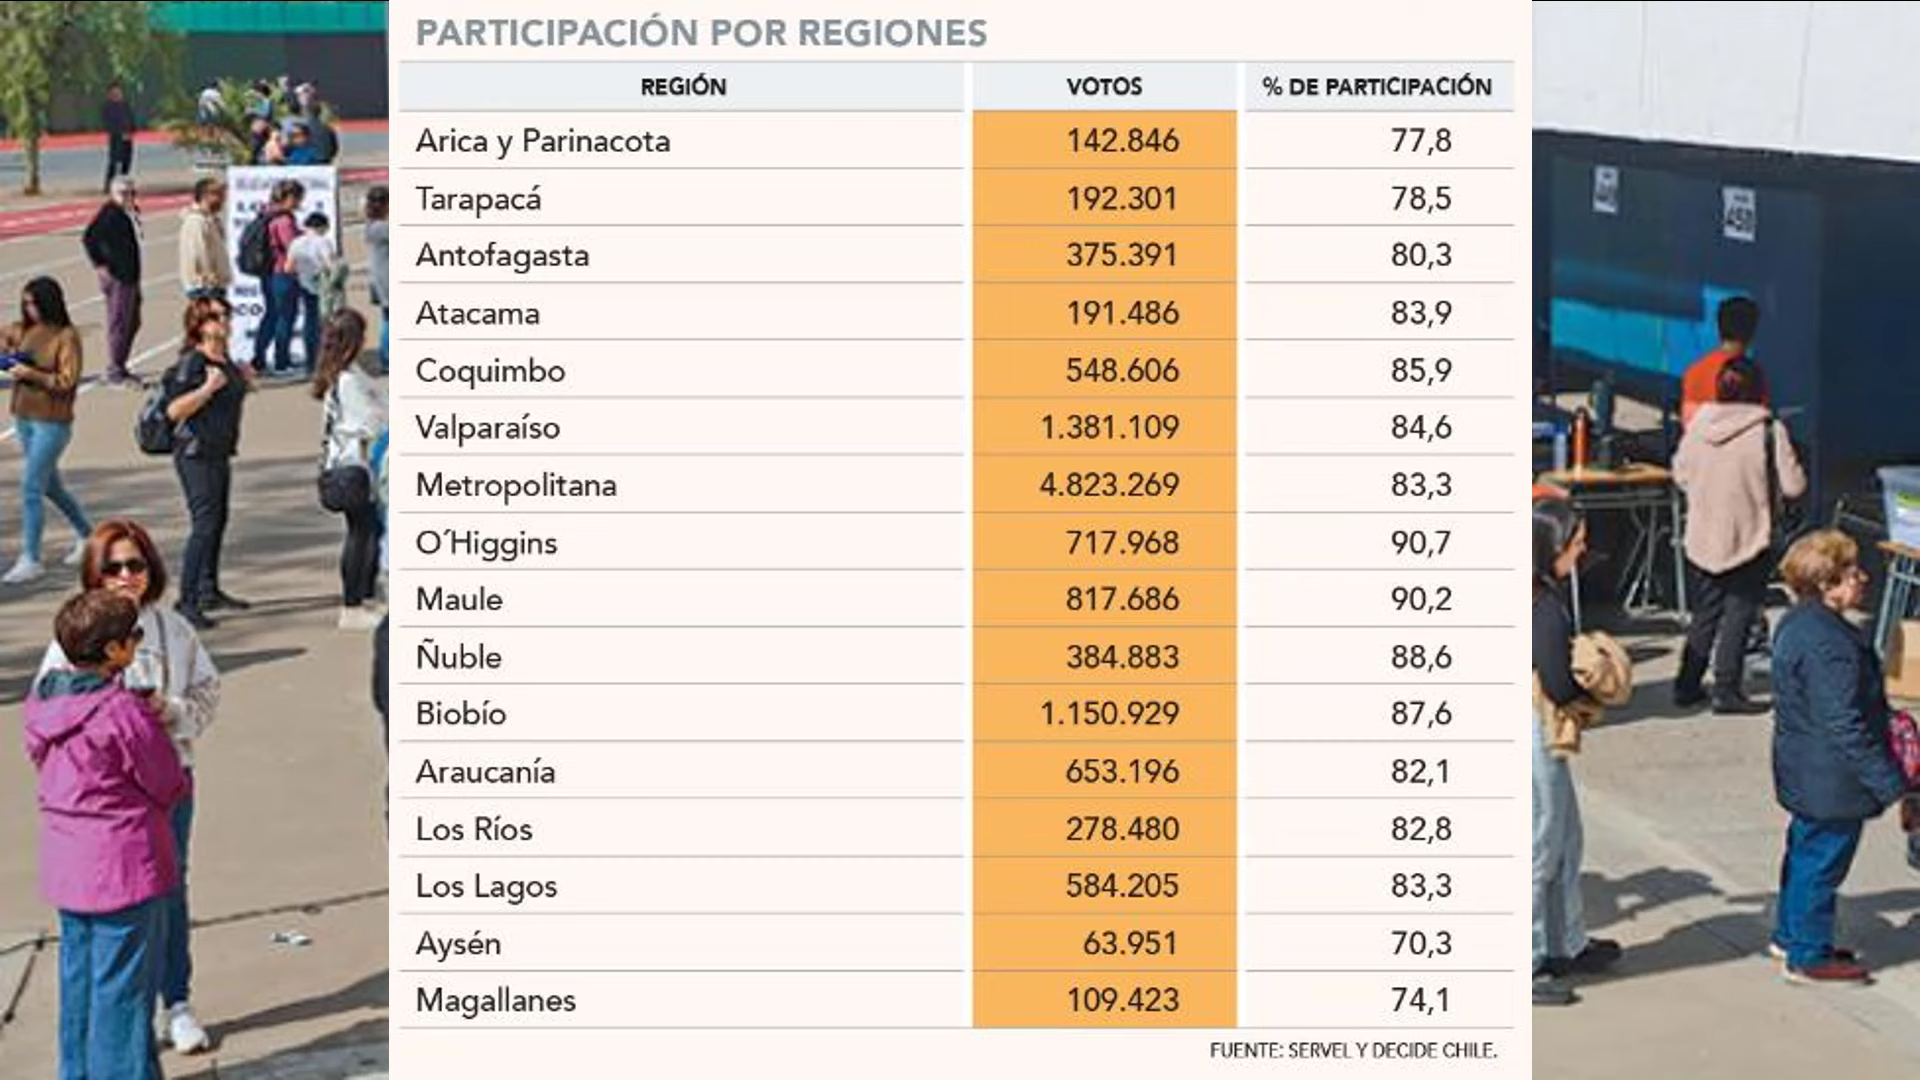 PARTICIPACIÓN POR REGIONES
REGIÓN VOTOS % DE PARTICIPACIÓN
Arica y Parinacota 142.846 77,8
Tarapacá 192.301 78,5
Antofagasta 375.391 80,3
Atacama 191.486 83,9
Coquimbo 548.606 85,9
Valparaíso 1.381.109 84,6
Metropolitana 4.823.269 83,3
O´Higgins 717.968 90,7
Maule 817.686 90,2
Ñuble 384.883 88,6
Biobío 1.150.929 87,6
Araucanía 653.196 82,1
Los Ríos 278.480 82,8
Los Lagos 584.205 83,3
Aysén 63.951 70,3
Magallanes 109.423 74,1
FUENTE: SERVEL Y DECIDE CHILE.